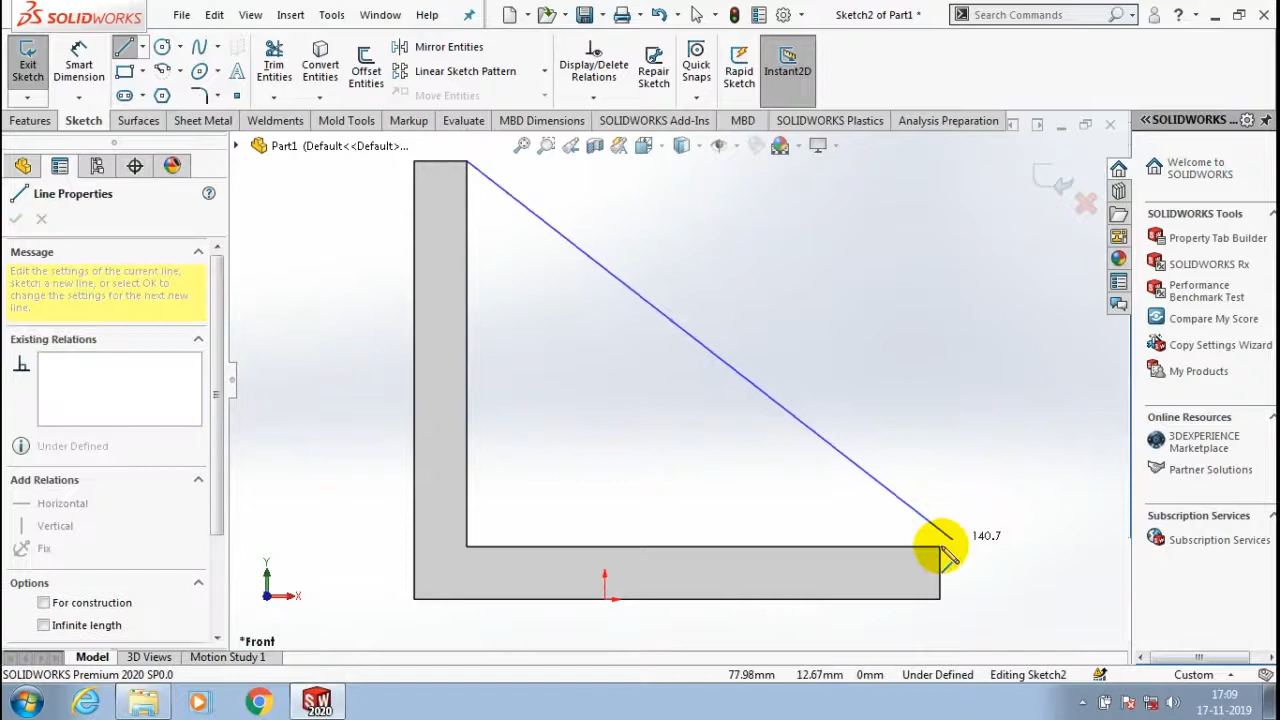 SOLIDWORKS
File Edit View Insert Tools Window Help
Sketch2 of Part1 *
Search Commands
Exit Sketch
Smart Dimension
Trim Entities
Convert Entities
Offset Entities
Mirror Entities
Linear Sketch Pattern
Move Entities
Display/Delete Relations
Repair Sketch
Quick Snaps
Rapid Sketch
Instant2D
Features Sketch Surfaces Sheet Metal Weldments Mold Tools Markup Evaluate MBD Dimensions SOLIDWORKS Add-Ins MBD SOLIDWORKS Plastics Analysis Preparation
Part1 (Default<<Default>...
Line Properties
Message
Edit the settings of the current line,
sketch a new line, or select OK to
change the settings for the next new
line.
Existing Relations
Under Defined
Add Relations
Horizontal
Vertical
Fix
Options
For construction
Infinite length
140.7
Y
X
*Front
SOLIDWORKS ...
Welcome to
SOLIDWORKS
SOLIDWORKS Tools
Property Tab Builder
SOLIDWORKS Rx
Performance
Benchmark Test
Compare My Score
Copy Settings Wizard
My Products
Online Resources
3DEXPERIENCE
Marketplace
Partner Solutions
Subscription Services
Subscription Services
Model 3D Views Motion Study 1
SOLIDWORKS Premium 2020 SP0.0
77.98mm 12.67mm 0mm Under Defined Editing Sketch2 Custom
SW
2020
17:09
17-11-2019